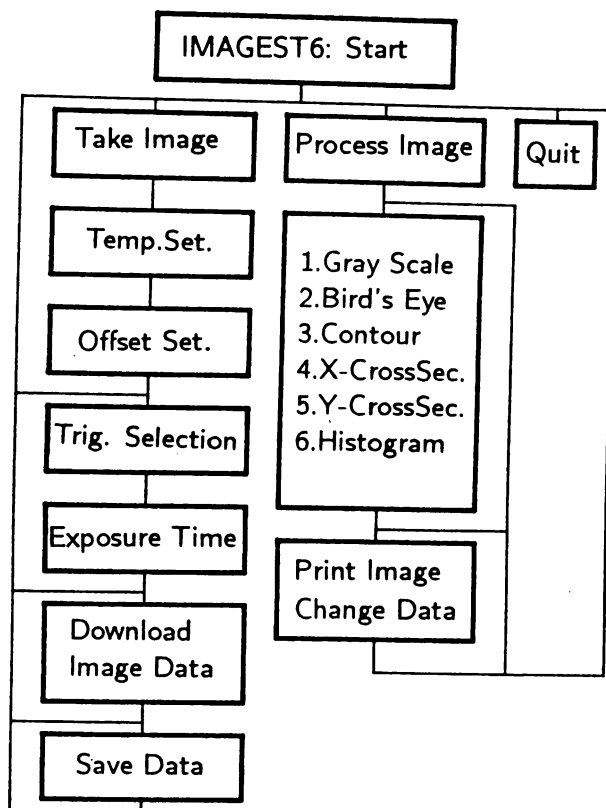 IMAGEST6: Start
Take Image
Process Image
Quit
Temp.Set.
Offset Set.
Trig. Selection
Exposure Time
Download
Image Data
Save Data
1.Gray Scale
2.Bird's Eye
3.Contour
4.X-CrossSec.
5.Y-CrossSec.
6.Histogram
Print Image
Change Data